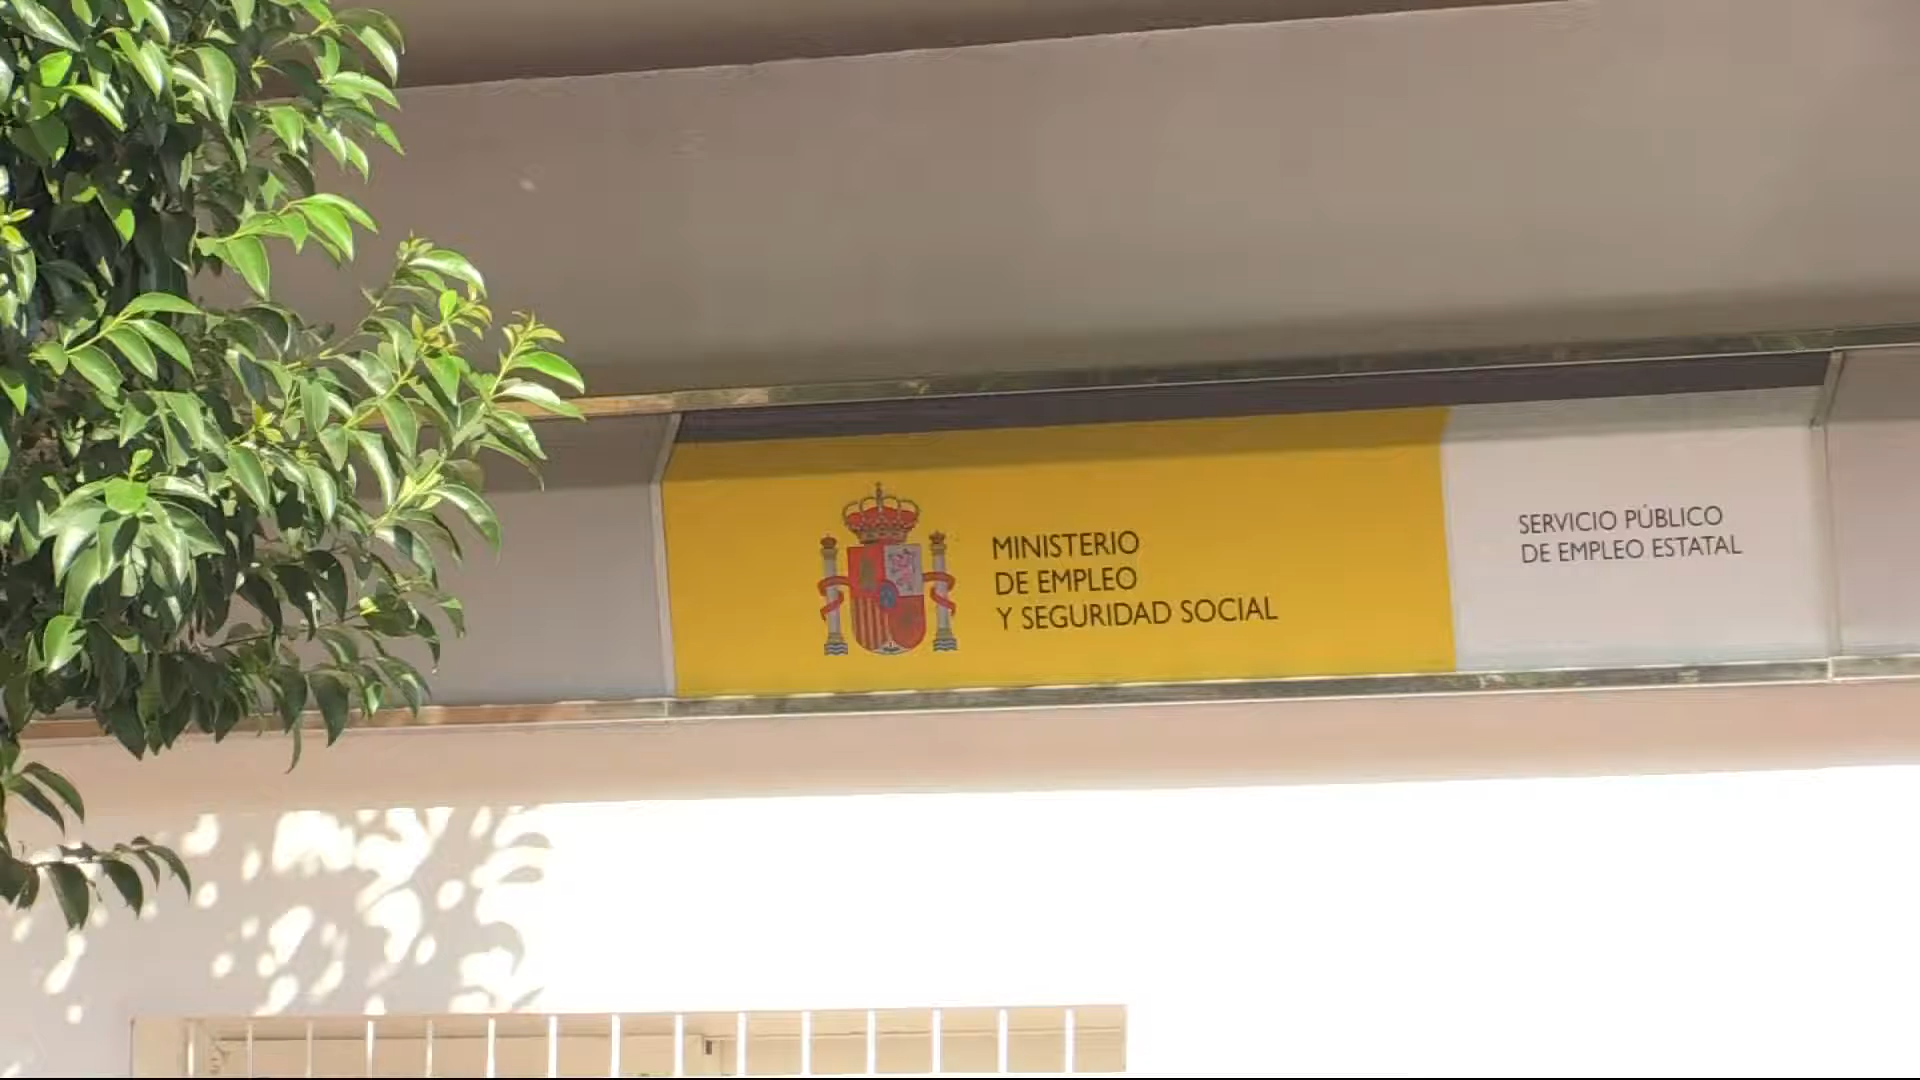 MINISTERIO
DE EMPLEO
Y SEGURIDAD SOCIAL
SERVICIO PÚBLICO
DE EMPLEO ESTATAL